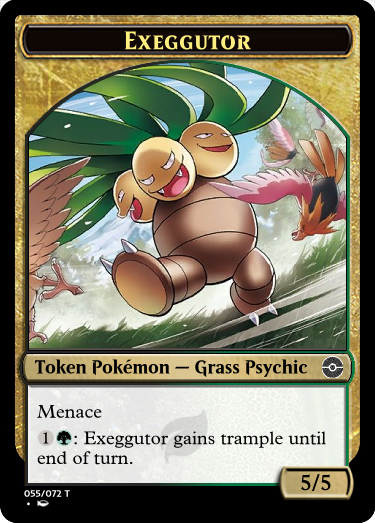 Exeggutor
Token Pokémon — Grass Psychic
Menace
1: Exeggutor gains trample until
end of turn.
5/5
055/072 T